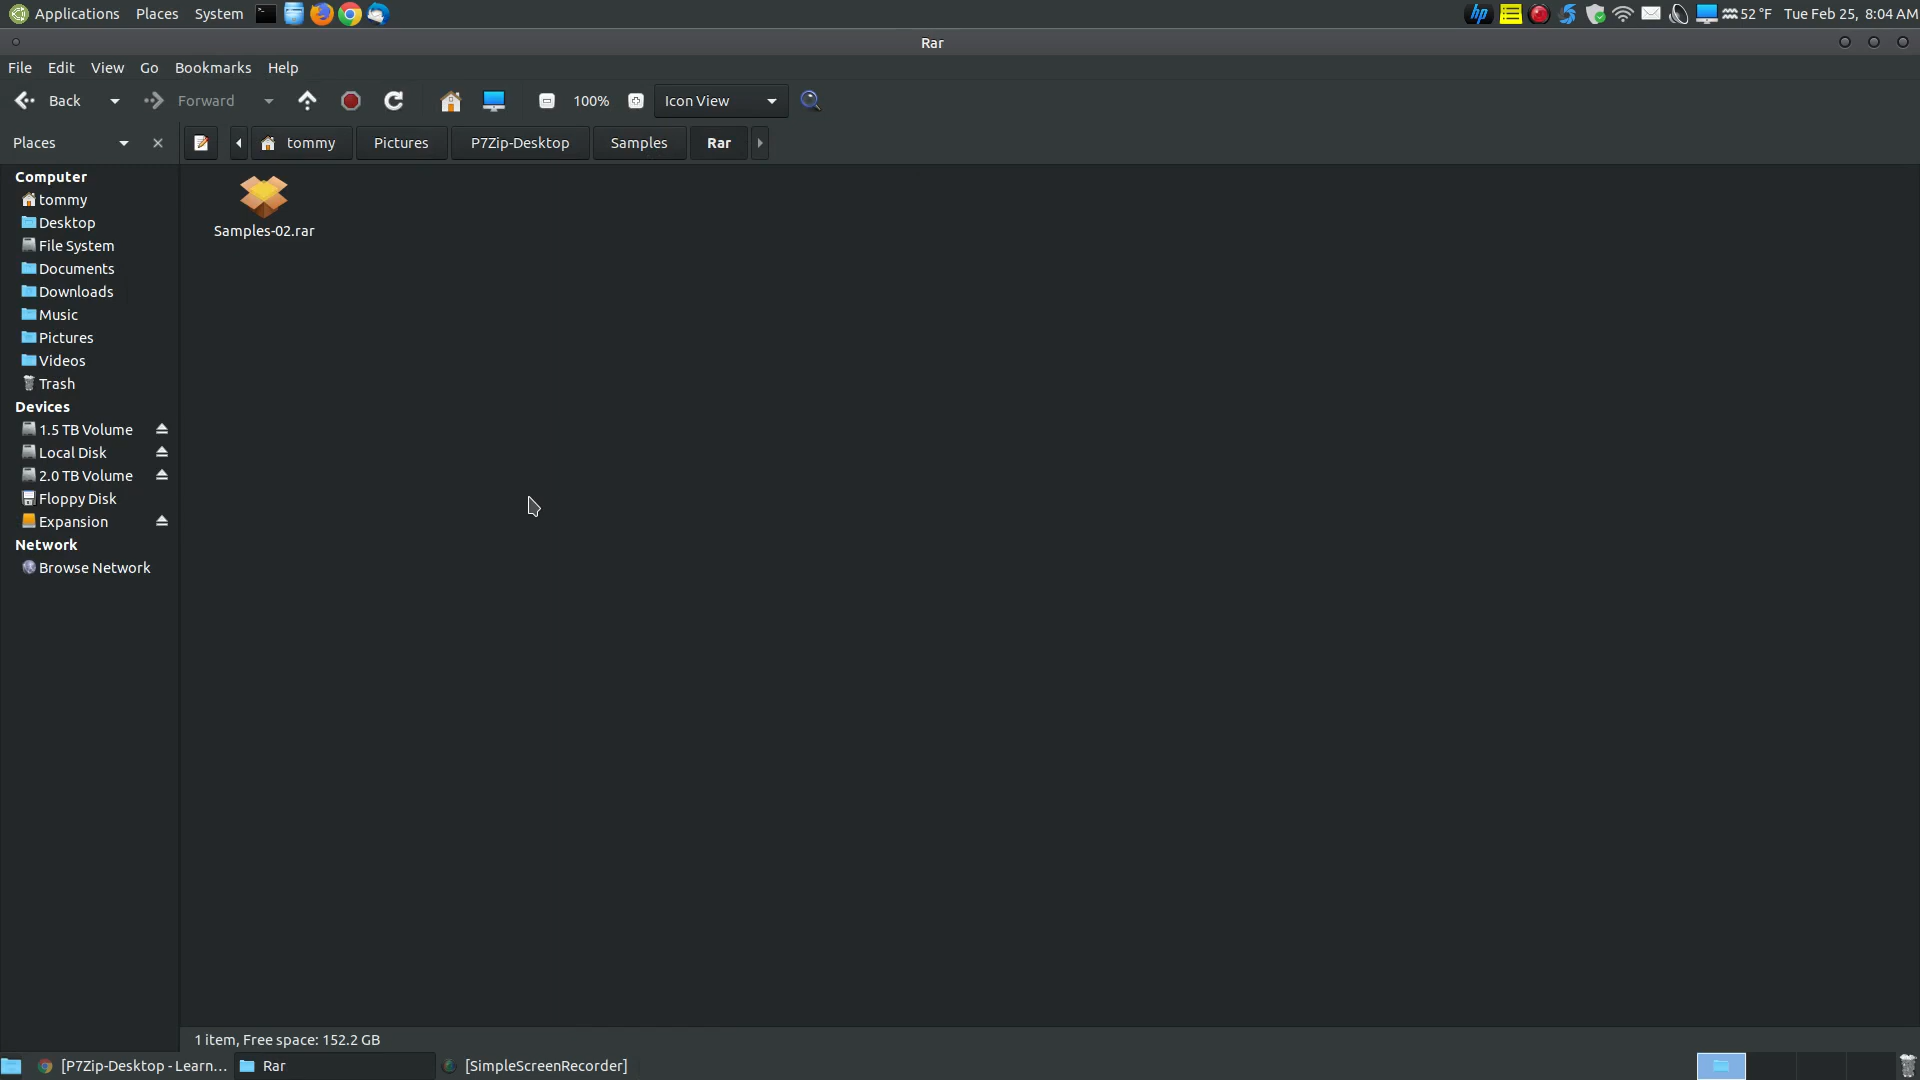 Applications Places System hp 52 °F Tue Feb 25, 8:04 AM
Rar
File Edit View Go Bookmarks Help
Back Forward 100% Icon View
Places tommy Pictures P7Zip-Desktop Samples Rar
Computer
tommy
Desktop
File System
Documents
Downloads
Music
Pictures
Videos
Trash
Devices
1.5 TB Volume
Local Disk
2.0 TB Volume
Floppy Disk
Expansion
Network
Browse Network
Samples-02.rar
1 item, Free space: 152.2 GB
[P7Zip-Desktop - Learn... Rar [SimpleScreenRecorder]